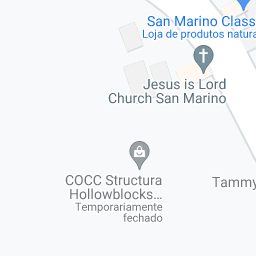 San Marino Class
Loja de produtos natura
Jesus is Lord
Church San Marino
COCC Structura
Hollowblocks...
Temporariamente
fechado
Tammy